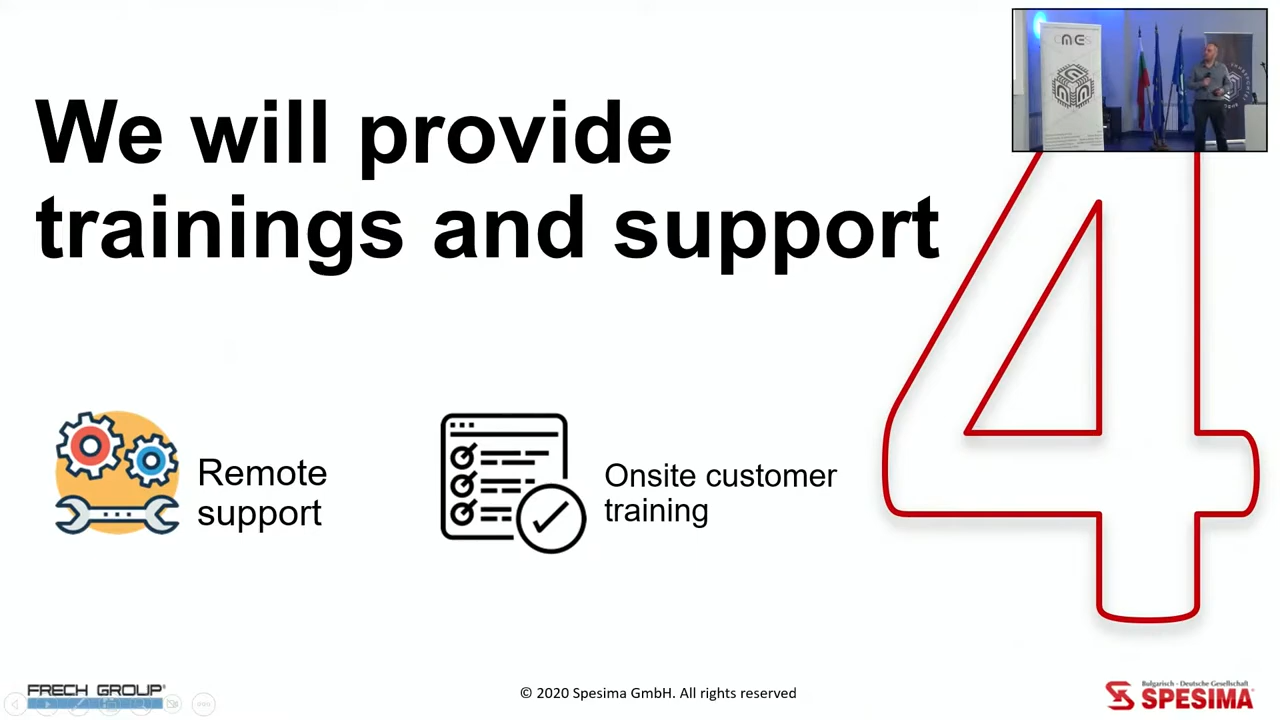 We will provide
trainings and support
4
Remote
support
Onsite customer
training
FRECH GROUP
© 2020 Spesima GmbH. All rights reserved
Bulgarisch - Deutsche Gesellschaft
SPESIMA